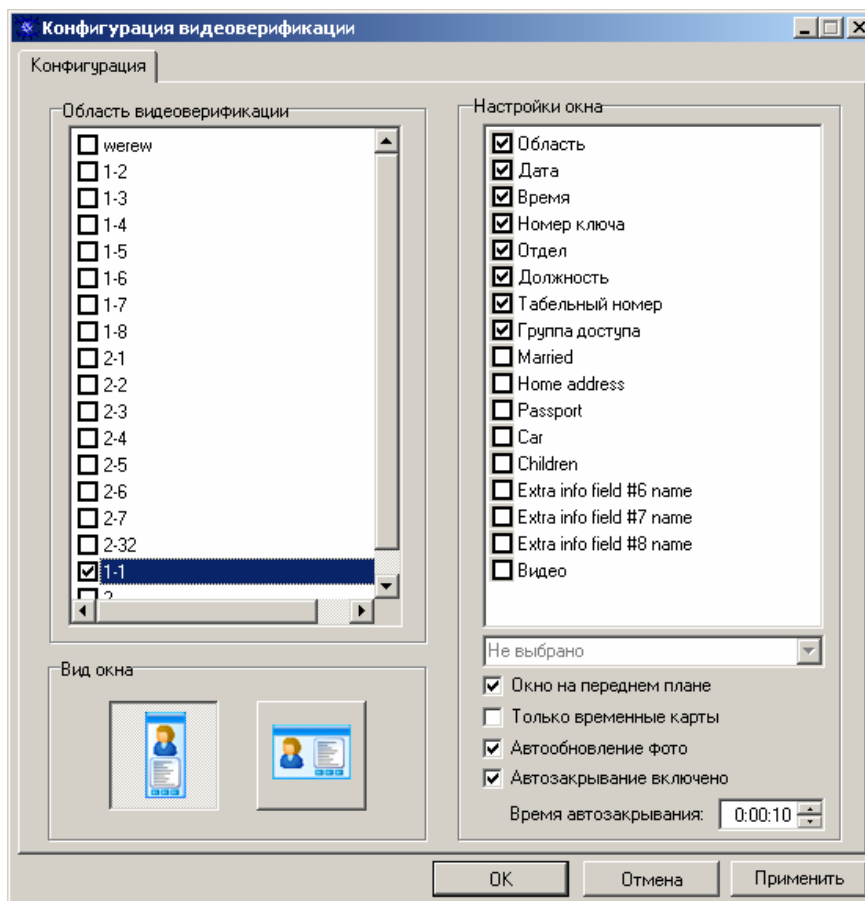 Конфигурация видеоверификации
Конфигурация
Область видеоверификации
werew
1-2
1-3
1-4
1-5
1-6
1-7
1-8
2-1
2-2
2-3
2-4
2-5
2-6
2-7
2-32
1-1
Вид окна
Настройки окна
Область
Дата
Время
Номер ключа
Отдел
Должность
Табельный номер
Группа доступа
Married
Home address
Passport
Car
Children
Extra info field #6 name
Extra info field #7 name
Extra info field #8 name
Видео
Не выбрано
Окно на переднем плане
Только временные карты
Автообновление фото
Автозакрывание включено
Время автозакрывания: 0:00:10
OK Отмена Применить